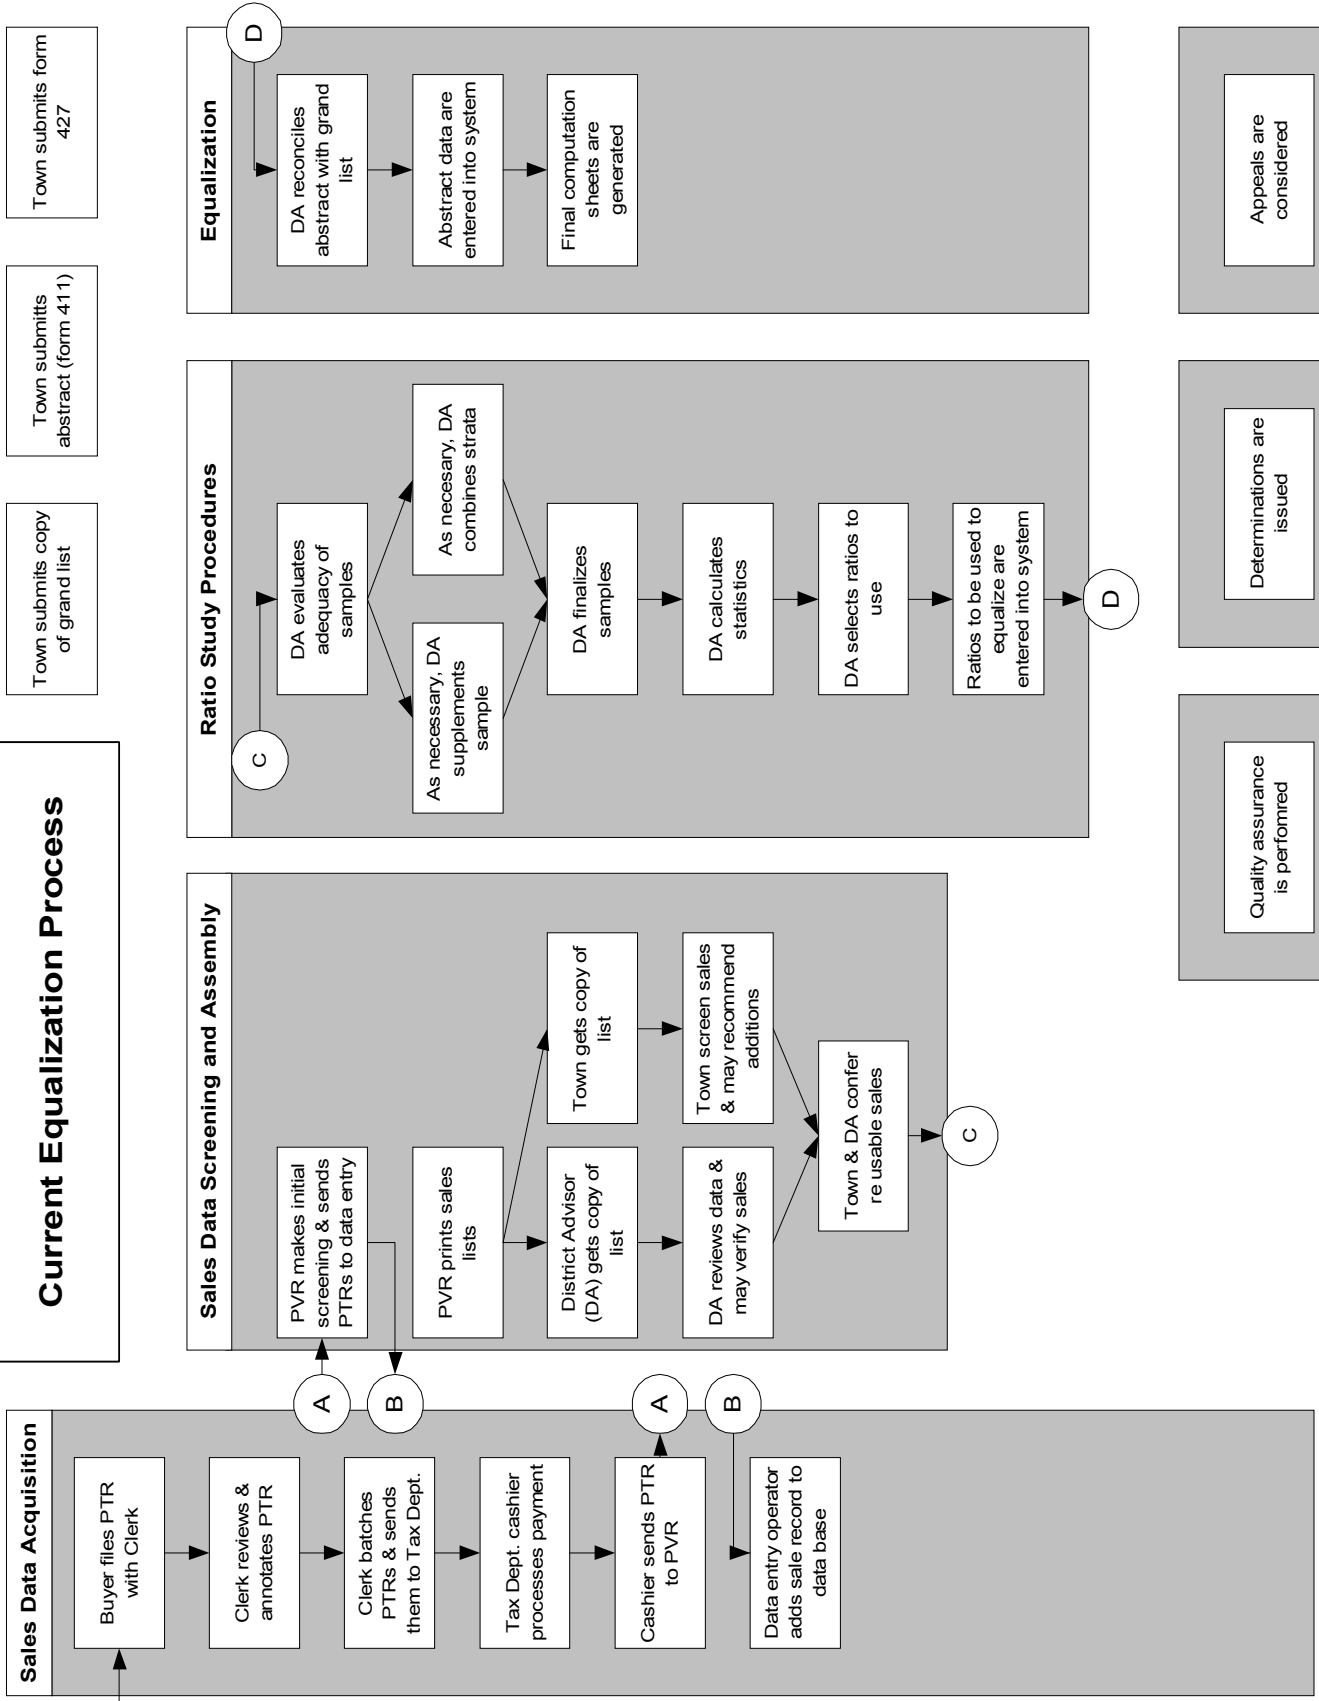 Current Equalization Process
Town submits copy
of grand list
Town submitts
abstract (form 411)
Town submits form
427
Sales Data Acquisition
Buyer files PTR
with Clerk
Clerk reviews &
annotates PTR
Clerk batches
PTRs & sends
them to Tax Dept.
Tax Dept. cashier
processes payment
Cashier sends PTR
to PVR
A
B
Data entry operator
adds sale record to
data base
Sales Data Screening and Assembly
A
PVR makes initial
screening & sends
PTRs to data entry
B
PVR prints sales
lists
District Advisor
(DA) gets copy of
list
Town gets copy of
list
DA reviews data &
may verify sales
Town screen sales
& may recommend
additions
Town & DA confer
re usable sales
C
Ratio Study Procedures
C
DA evaluates
adequacy of
samples
As necessary, DA
supplements
sample
As necessary, DA
combines strata
DA finalizes
samples
DA calculates
statistics
DA selects ratios to
use
Ratios to be used to
equalize are
entered into system
D
Equalization
D
DA reconciles
abstract with grand
list
Abstract data are
entered into system
Final computation
sheets are
generated
Quality assurance
is perfomred
Determinations are
issued
Appeals are
considered